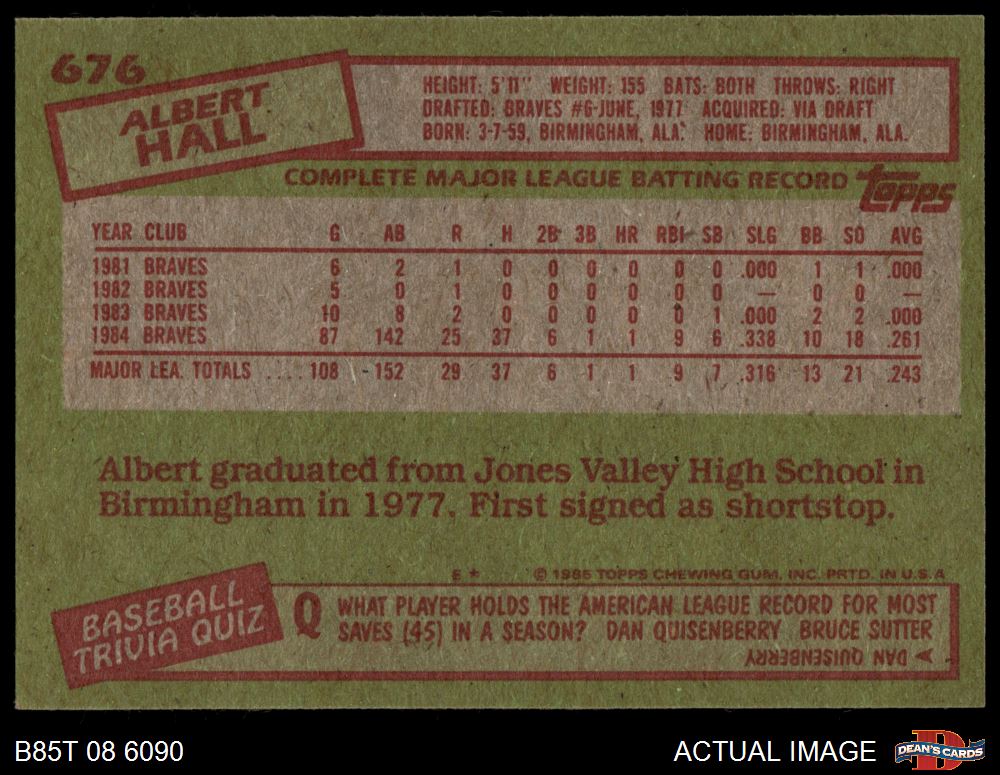 676
ALBERT
HALL
HEIGHT: 5'11" WEIGHT: 155 BATS: BOTH THROWS: RIGHT
DRAFTED: BRAVES #6-JUNE, 1977 ACQUIRED: VIA DRAFT
BORN: 3-7-59, BIRMINGHAM, ALA. HOME: BIRMINGHAM, ALA.
COMPLETE MAJOR LEAGUE BATTING RECORD topps
YEAR CLUB G AB R H 2B 3B HR RBI SB SLG BB SO AVG
1981 BRAVES 6 2 1 0 0 0 0 0 0 .000 1 1 .000
1982 BRAVES 5 0 1 0 0 0 0 0 0 — 0 0 —
1983 BRAVES 10 8 2 0 0 0 0 0 1 .000 2 2 .000
1984 BRAVES 87 142 25 37 6 1 1 9 6 .338 10 18 .261
MAJOR LEA. TOTALS .... 108 152 29 37 6 1 1 9 7 .316 13 21 .243
Albert graduated from Jones Valley High School in
Birmingham in 1977. First signed as shortstop.
E * © 1985 TOPPS CHEWING GUM, INC. PRTD. IN U.S.A
BASEBALL
TRIVIA QUIZ
Q WHAT PLAYER HOLDS THE AMERICAN LEAGUE RECORD FOR MOST
SAVES (45) IN A SEASON? DAN QUISENBERRY BRUCE SUTTER
A DAN QUISENBERRY
B85T 08 6090
ACTUAL IMAGE
D
DEAN'S CARDS